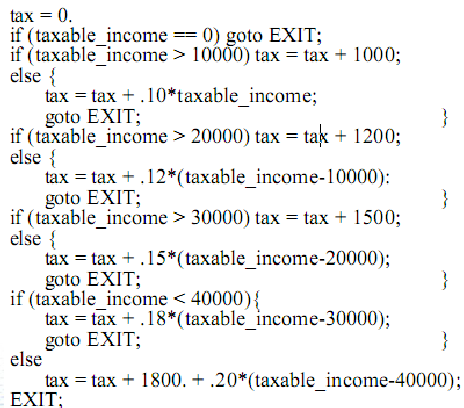 tax = 0.
if (taxable_income == 0) goto EXIT;
if (taxable_income > 10000) tax = tax + 1000;
else {
tax = tax + .10*taxable_income;
goto EXIT; }
if (taxable_income > 20000) tax = tax + 1200;
else {
tax = tax + .12*(taxable_income-10000):
goto EXIT; }
if (taxable_income > 30000) tax = tax + 1500;
else {
tax = tax + .15*(taxable_income-20000);
goto EXIT; }
if (taxable_income < 40000){
tax = tax + .18*(taxable_income-30000);
goto EXIT; }
else
tax = tax + 1800. + .20*(taxable_income-40000);
EXIT;